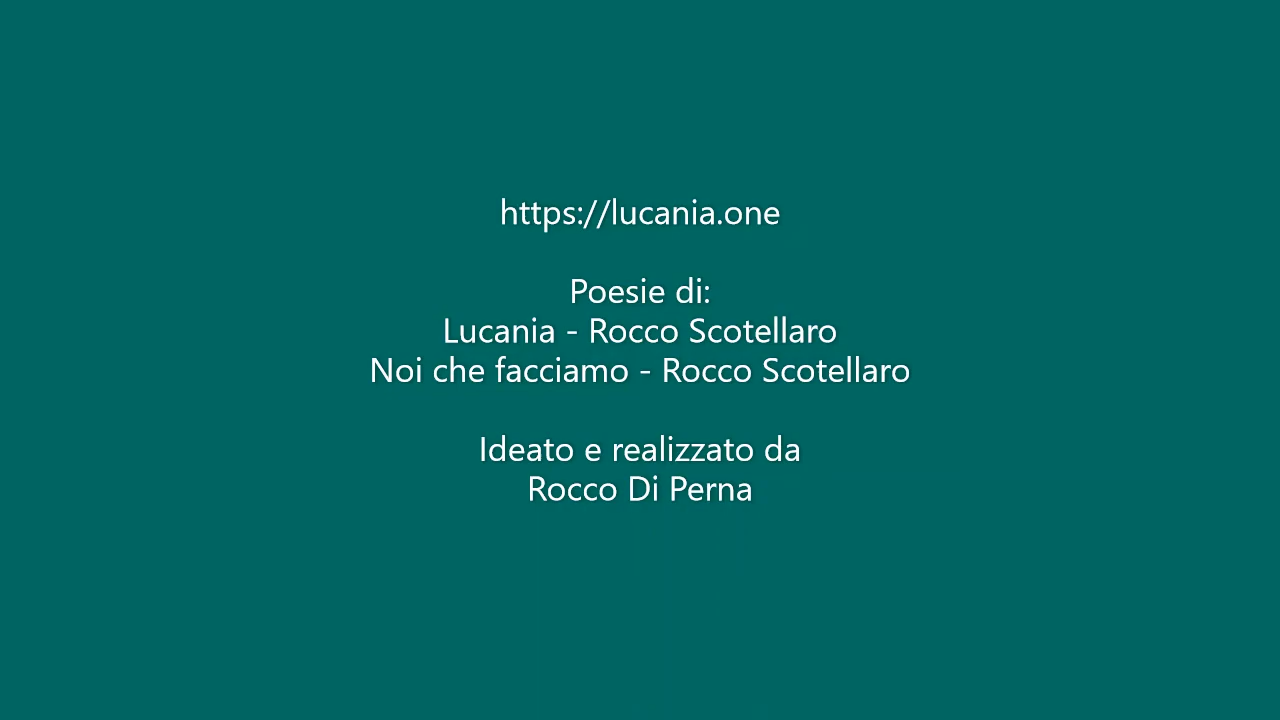 https://lucania.one
Poesie di:
Lucania - Rocco Scotellaro
Noi che facciamo - Rocco Scotellaro
Ideato e realizzato da
Rocco Di Perna